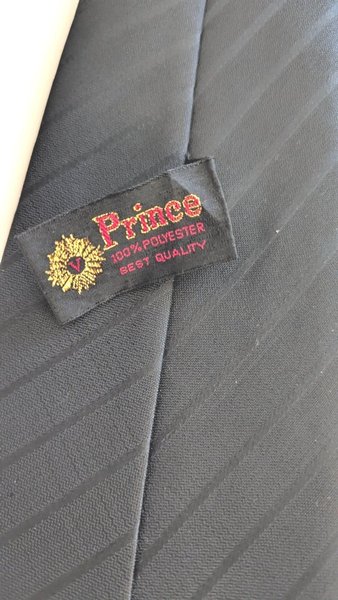 Prince
V
100% POLYESTER
BEST QUALITY